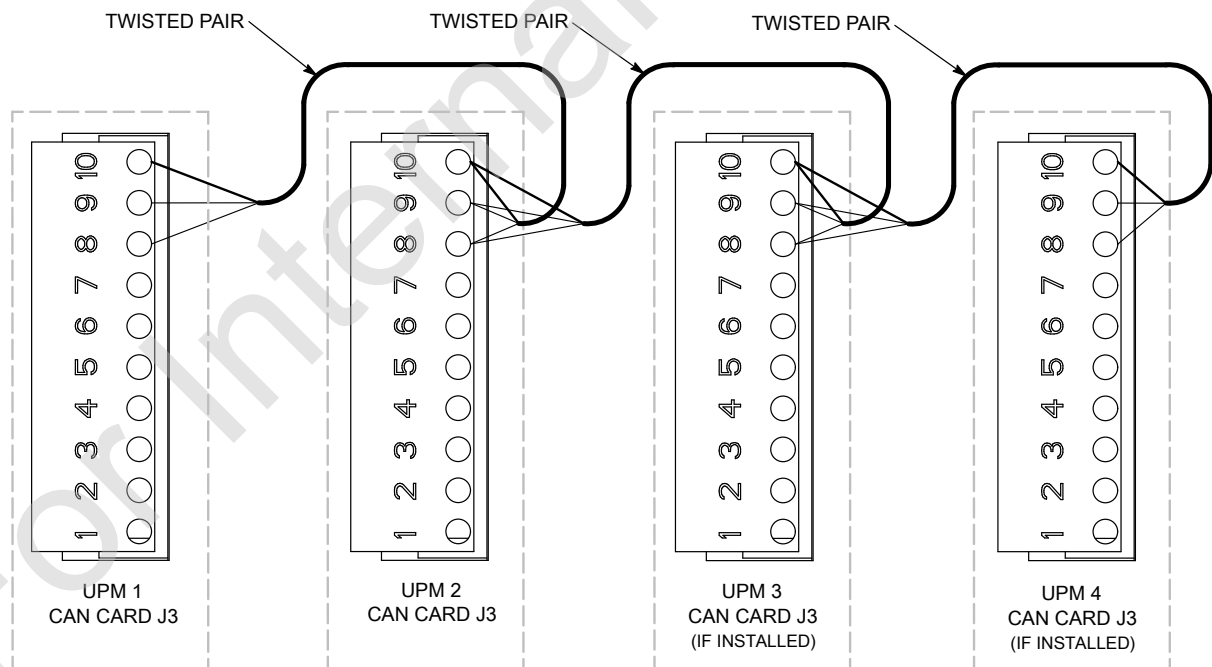 TWISTED PAIR
TWISTED PAIR
TWISTED PAIR
10
9
8
7
6
5
4
3
2
1
10
9
8
7
6
5
4
3
2
1
10
9
8
7
6
5
4
3
2
1
10
9
8
7
6
5
4
3
2
1
UPM 1
CAN CARD J3
UPM 2
CAN CARD J3
UPM 3
CAN CARD J3
(IF INSTALLED)
UPM 4
CAN CARD J3
(IF INSTALLED)
or Internal